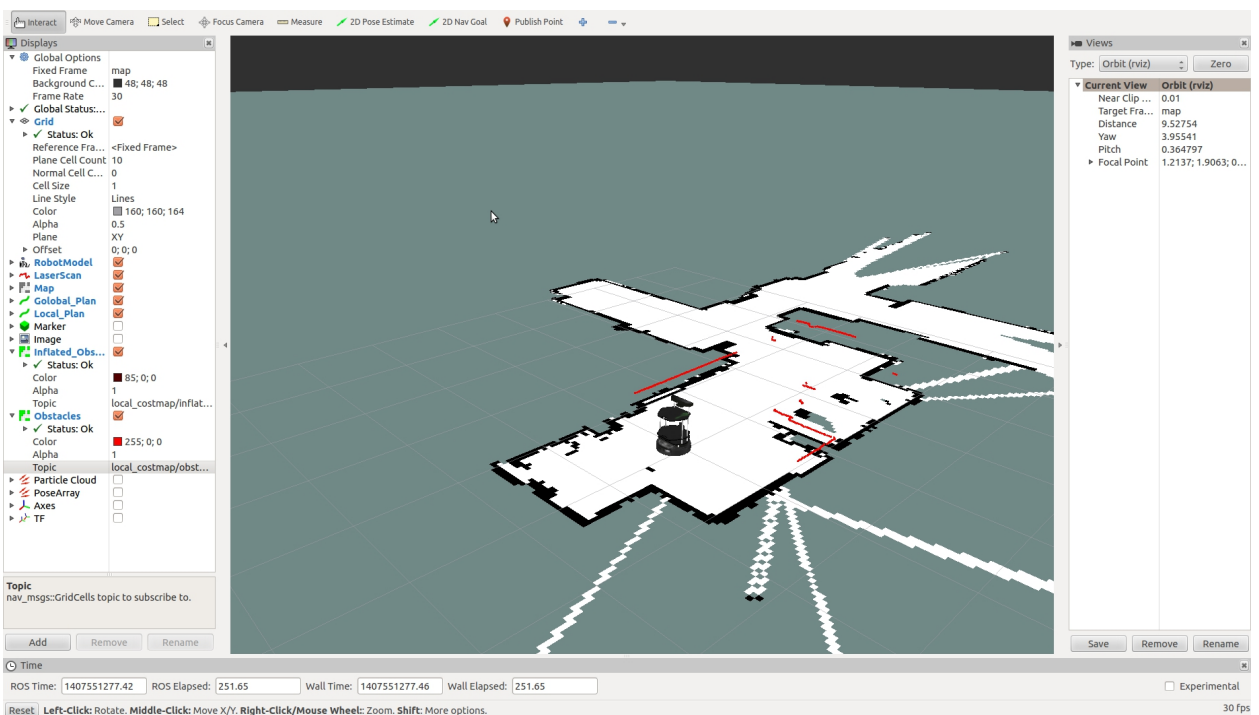 Interact Move Camera Select Focus Camera Measure 2D Pose Estimate 2D Nav Goal Publish Point
Displays
Global Options
Fixed Frame map
Background C... 48; 48; 48
Frame Rate 30
Global Status:...
Grid
Status: Ok
Reference Fra... <Fixed Frame>
Plane Cell Count 10
Normal Cell C... 0
Cell Size 1
Line Style Lines
Color 160; 160; 164
Alpha 0.5
Plane XY
Offset 0; 0; 0
RobotModel
LaserScan
Map
Golobal_Plan
Local_Plan
Marker
Image
Inflated_Obs...
Status: Ok
Color 85; 0; 0
Alpha 1
Topic local_costmap/inflat...
Obstacles
Status: Ok
Color 255; 0; 0
Alpha 1
Topic local_costmap/obst...
Particle Cloud
PoseArray
Axes
TF
Topic
nav_msgs::GridCells topic to subscribe to.
Add Remove Rename
Views
Type: Orbit (rviz) Zero
Current View Orbit (rviz)
Near Clip ... 0.01
Target Fra... map
Distance 9.52754
Yaw 3.95541
Pitch 0.364797
Focal Point 1.2137; 1.9063; 0...
Save Remove Rename
Time
ROS Time: 1407551277.42 ROS Elapsed: 251.65 Wall Time: 1407551277.46 Wall Elapsed: 251.65 Experimental
Reset Left-Click: Rotate. Middle-Click: Move X/Y. Right-Click/Mouse Wheel:: Zoom. Shift: More options. 30 fps